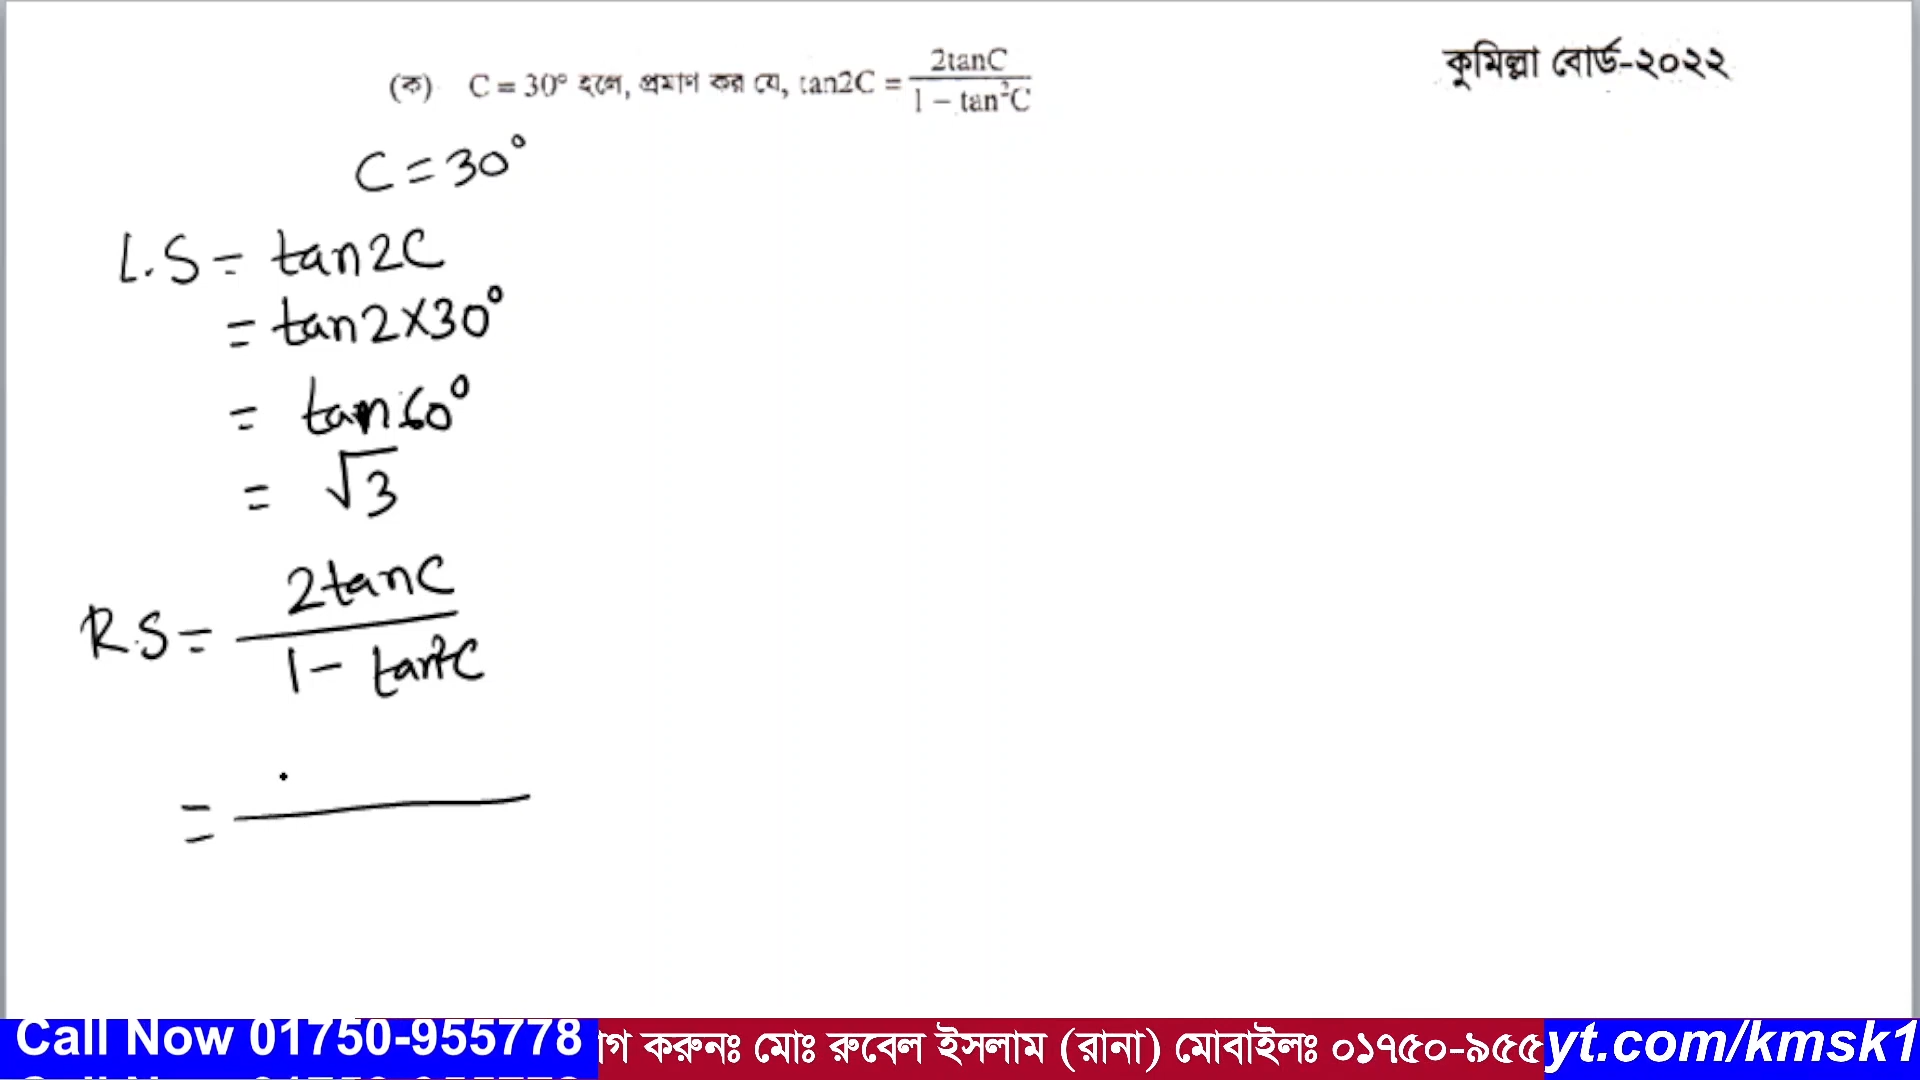 (ক) C = 30° হলে, প্রমাণ কর যে, tan2C = 2tanC / 1 – tan²C
কুমিল্লা বোর্ড-২০২২
C = 30°
L.S = tan2C
= tan2×30°
= tan60°
= √3
R.S = 2tanC / 1 – tan²C
=
Call Now 01750-955778
গ করুনঃ মোঃ রুবেল ইসলাম (রানা) মোবাইলঃ ০১৭৫০-৯৫৫
yt.com/kmsk1